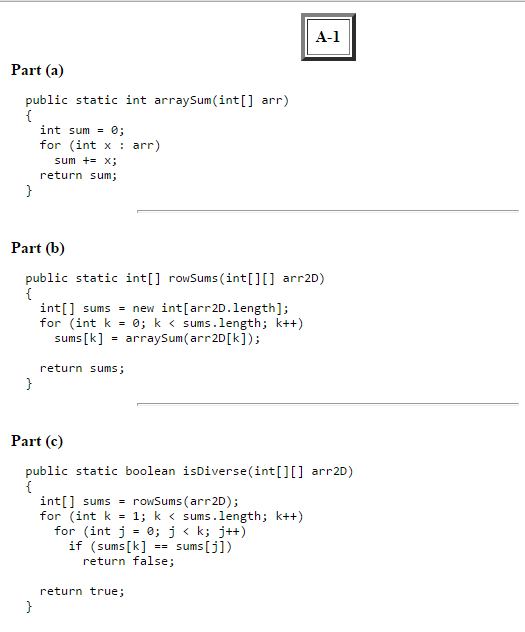 A-1
Part (a)
public static int arraySum(int[] arr)
{
  int sum = 0;
  for (int x : arr)
    sum += x;
  return sum;
}
Part (b)
public static int[] rowSums(int[][] arr2D)
{
  int[] sums = new int[arr2D.length];
  for (int k = 0; k < sums.length; k++)
    sums[k] = arraySum(arr2D[k]);
  return sums;
}
Part (c)
public static boolean isDiverse(int[][] arr2D)
{
  int[] sums = rowSums(arr2D);
  for (int k = 1; k < sums.length; k++)
    for (int j = 0; j < k; j++)
      if (sums[k] == sums[j])
        return false;
  return true;
}